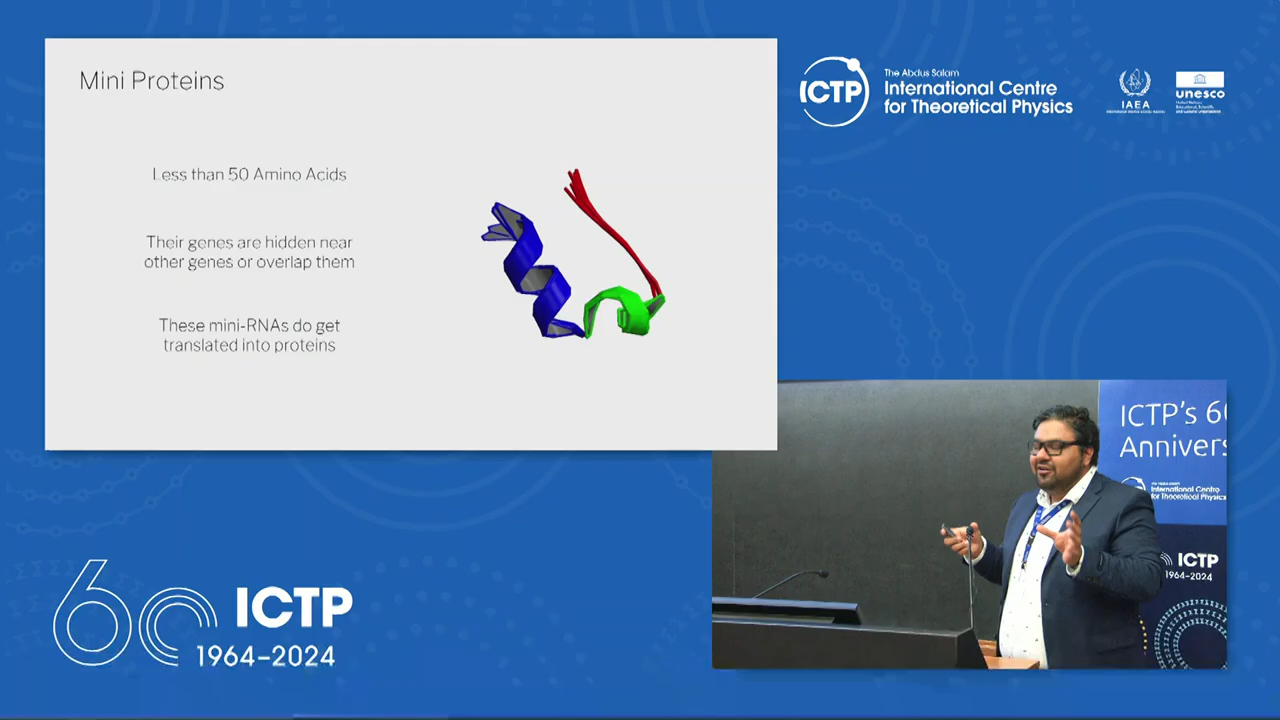 Mini Proteins
Less than 50 Amino Acids
Their genes are hidden near
other genes or overlap them
These mini-RNAs do get
translated into proteins
ICTP
The Abdus Salam
International Centre
for Theoretical Physics
IAEA
unesco
ICTP's 60
Annivers
International Centre
for Theoretical Physics
ICTP
1964-2024
60 ICTP
1964-2024